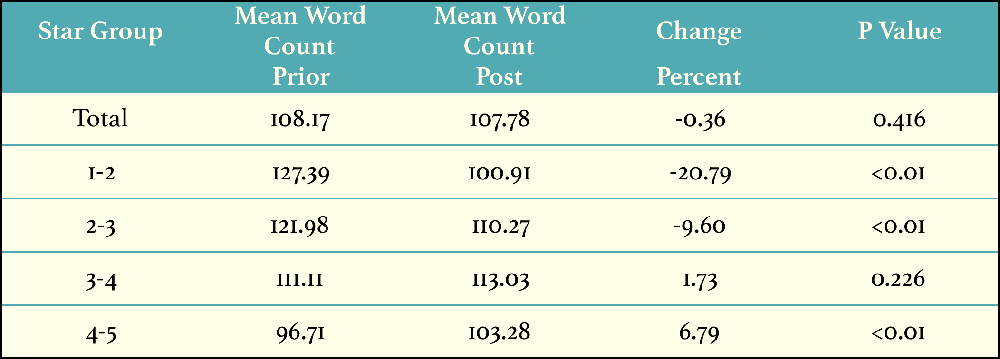 Star Group Mean Word Count Prior Mean Word Count Post Change Percent P Value
Total 108.17 107.78 -0.36 0.416
1-2 127.39 100.91 -20.79 <0.01
2-3 121.98 110.27 -9.60 <0.01
3-4 111.11 113.03 1.73 0.226
4-5 96.71 103.28 6.79 <0.01